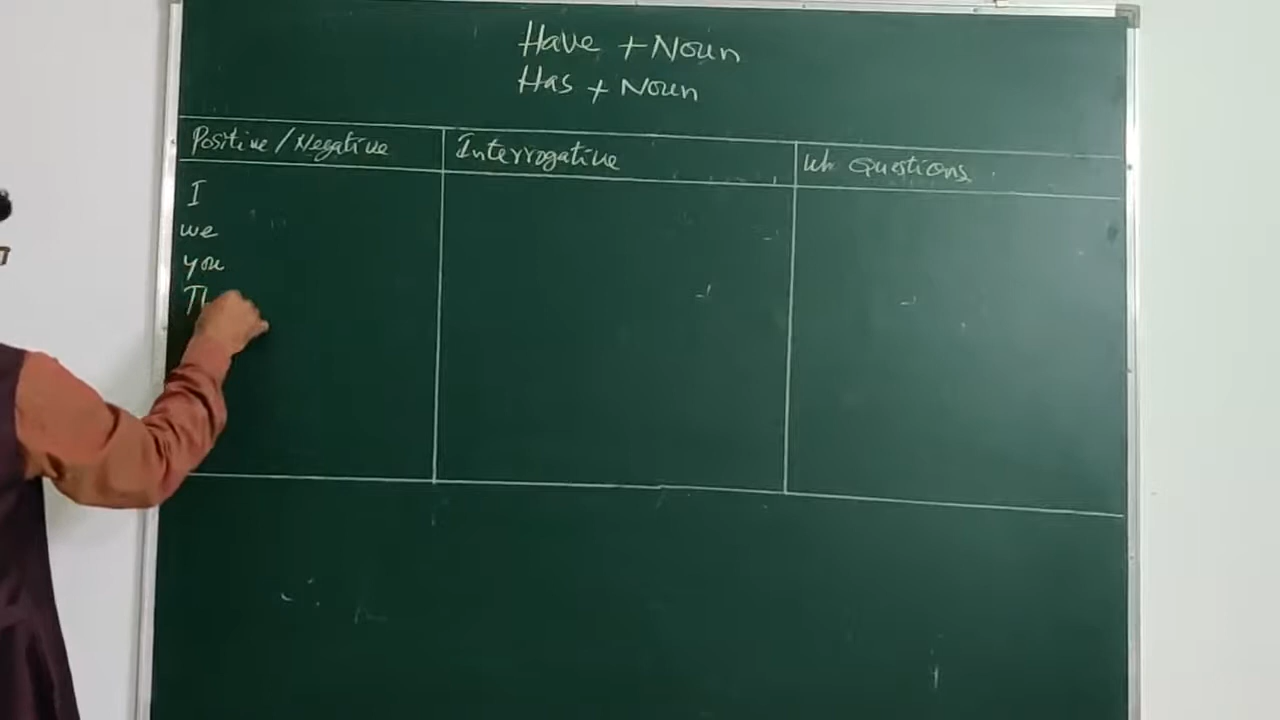 Have + Noun
Has + Noun
Positive / Negative
Interrogative
Wh Questions
I
we
you
Th